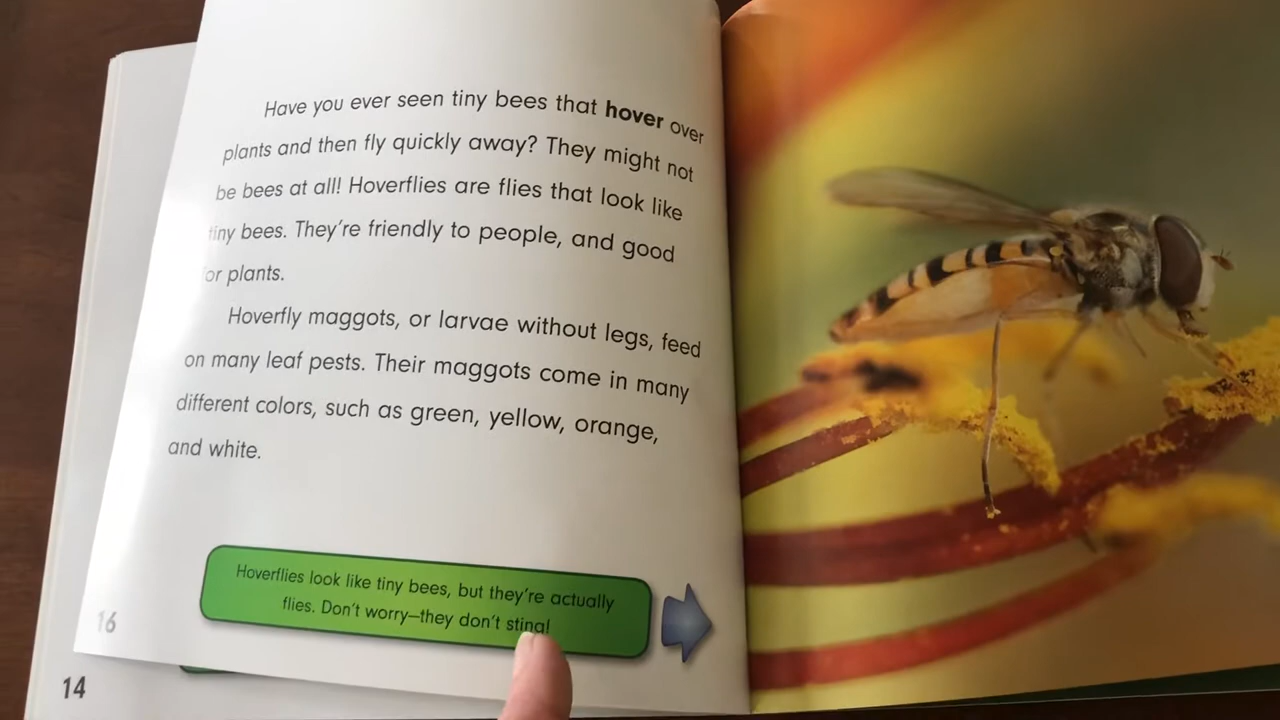 Have you ever seen tiny bees that hover over
plants and then fly quickly away? They might not
be bees at all! Hoverflies are flies that look like
tiny bees. They're friendly to people, and good
or plants.
Hoverfly maggots, or larvae without legs, feed
on many leaf pests. Their maggots come in many
different colors, such as green, yellow, orange,
and white.
Hoverflies look like tiny bees, but they're actually
flies. Don't worry—they don't sting!
16
14